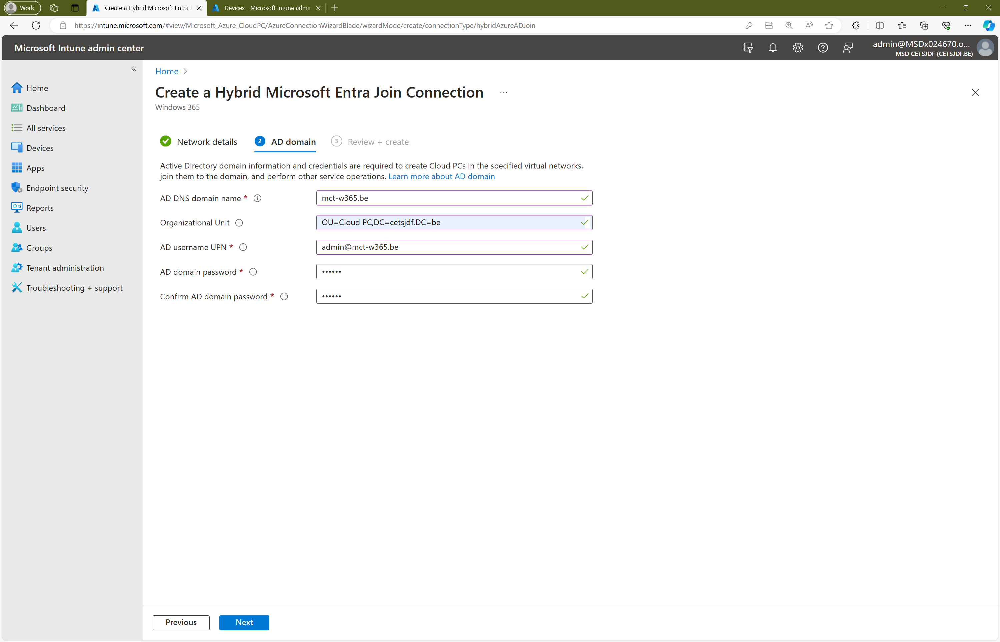 Work
Create a Hybrid Microsoft Entra J
Devices - Microsoft Intune admin
https://intune.microsoft.com/#view/Microsoft_Azure_CloudPC/AzureConnectionWizardBlade/wizardMode/create/connectionType/hybridAzureADJoin
Microsoft Intune admin center
admin@MSDx024670.o...
MSD CETSJDF (CETSJDF.BE)
Home
Dashboard
All services
Devices
Apps
Endpoint security
Reports
Users
Groups
Tenant administration
Troubleshooting + support
Home
Create a Hybrid Microsoft Entra Join Connection ...
Windows 365
Network details
2 AD domain
3 Review + create
Active Directory domain information and credentials are required to create Cloud PCs in the specified virtual networks,
join them to the domain, and perform other service operations. Learn more about AD domain
AD DNS domain name *
mct-w365.be
Organizational Unit
OU=Cloud PC,DC=cetsjdf,DC=be
AD username UPN *
admin@mct-w365.be
AD domain password *
••••••
Confirm AD domain password *
••••••
Previous
Next